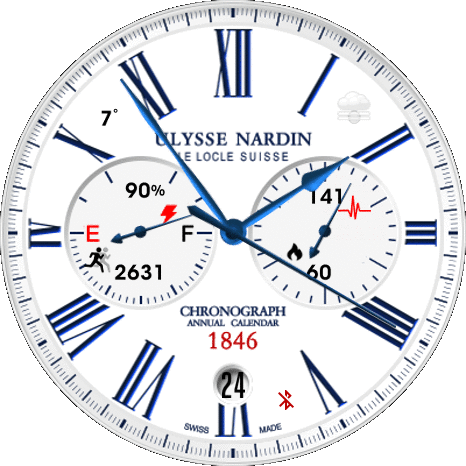 XII
I
II
III
IIII
V
VI
VII
VIII
IX
X
XI
7°
ULYSSE NARDIN
LE LOCLE SUISSE
90%
E
F
2631
141
60
CHRONOGRAPH
ANNUAL CALENDAR
1846
24
SWISS MADE